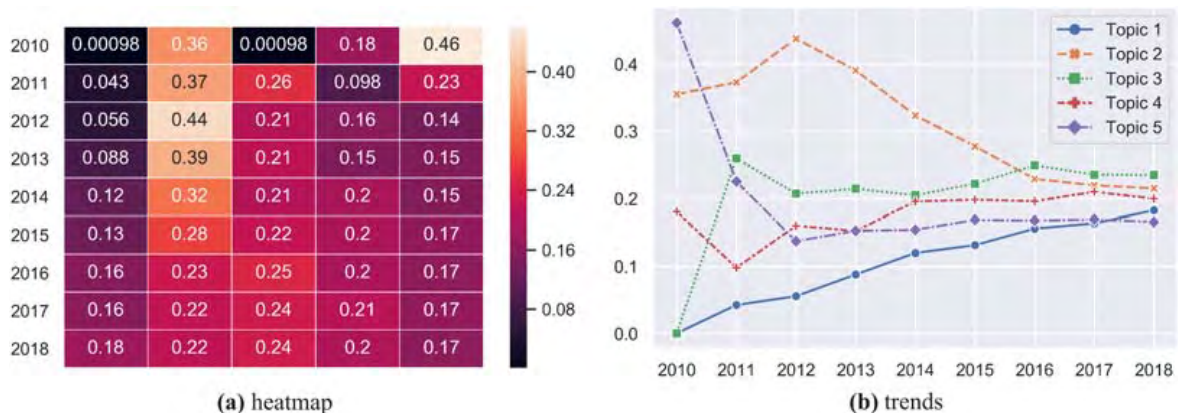 2010 0.00098 0.36 0.00098 0.18 0.46
2011 0.043 0.37 0.26 0.098 0.23
2012 0.056 0.44 0.21 0.16 0.14
2013 0.088 0.39 0.21 0.15 0.15
2014 0.12 0.32 0.21 0.2 0.15
2015 0.13 0.28 0.22 0.2 0.17
2016 0.16 0.23 0.25 0.2 0.17
2017 0.16 0.22 0.24 0.21 0.17
2018 0.18 0.22 0.24 0.2 0.17
0.40
0.32
0.24
0.16
0.08
(a) heatmap
0.4
0.3
0.2
0.1
0.0
Topic 1
Topic 2
Topic 3
Topic 4
Topic 5
2010 2011 2012 2013 2014 2015 2016 2017 2018
(b) trends